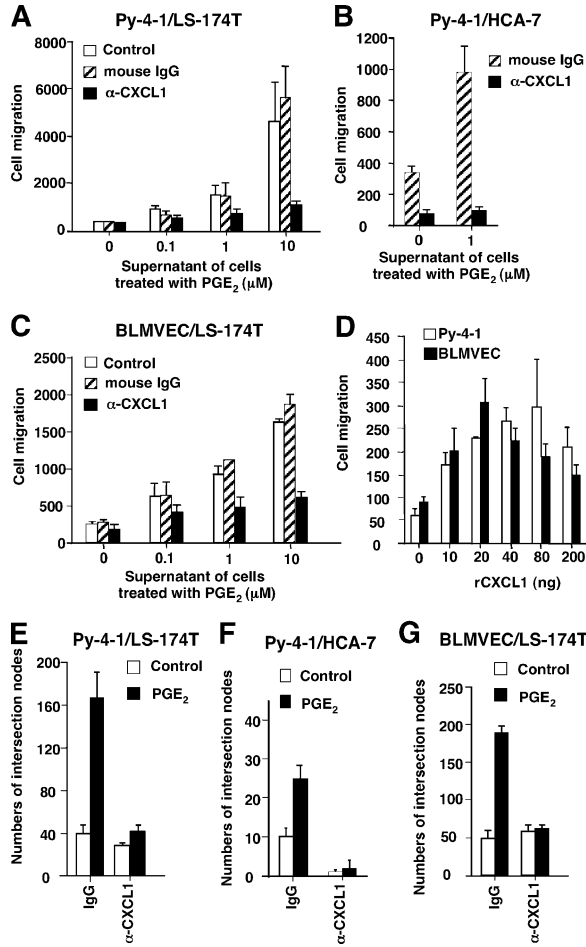 A
Py-4-1/LS-174T
Control
mouse IgG
α-CXCL1
Cell migration
8000
6000
4000
2000
0
0 0.1 1 10
Supernatant of cells
treated with PGE2 (μM)
B
Py-4-1/HCA-7
mouse IgG
α-CXCL1
Cell migration
1200
1000
800
600
400
200
0
0 1
Supernatant of cells
treated with PGE2 (μM)
C
BLMVEC/LS-174T
Control
mouse IgG
α-CXCL1
Cell migration
2500
2000
1500
1000
500
0
0 0.1 1 10
Supernatant of cells
treated with PGE2 (μM)
D
Py-4-1
BLMVEC
Cell migration
450
350
300
250
200
150
100
50
0
0 10 20 40 80 200
rCXCL1 (ng)
E
Py-4-1/LS-174T
Control
PGE2
Numbers of intersection nodes
200
160
120
80
40
0
IgG
α-CXCL1
F
Py-4-1/HCA-7
Control
PGE2
Numbers of intersection nodes
40
30
20
10
0
IgG
α-CXCL1
G
BLMVEC/LS-174T
Control
PGE2
Numbers of intersection nodes
250
200
150
100
50
0
IgG
α-CXCL1